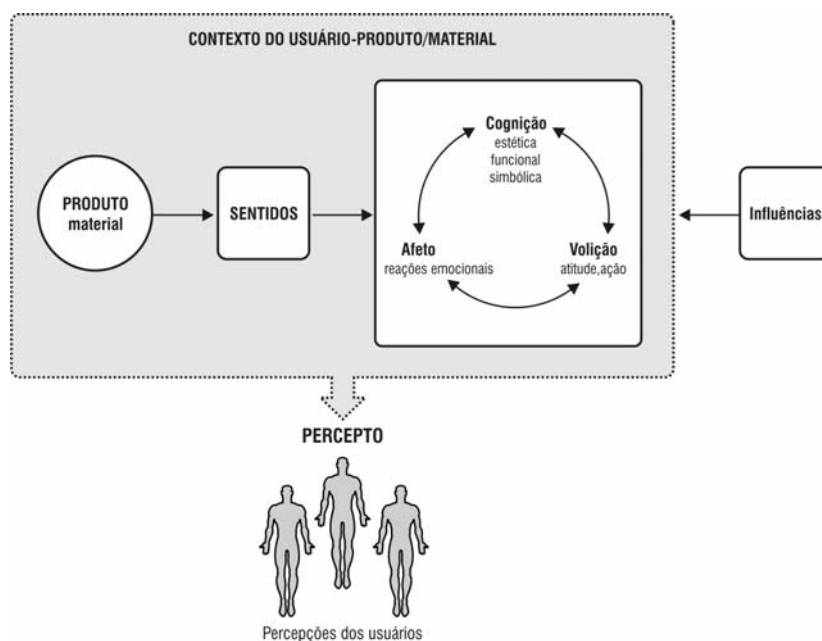 CONTEXTO DO USUÁRIO-PRODUTO/MATERIAL
PRODUTO
material
SENTIDOS
Cognição
estética
funcional
simbólica
Afeto
reações emocionais
Volição
atitude,ação
Influências
PERCEPTO
Percepções dos usuários